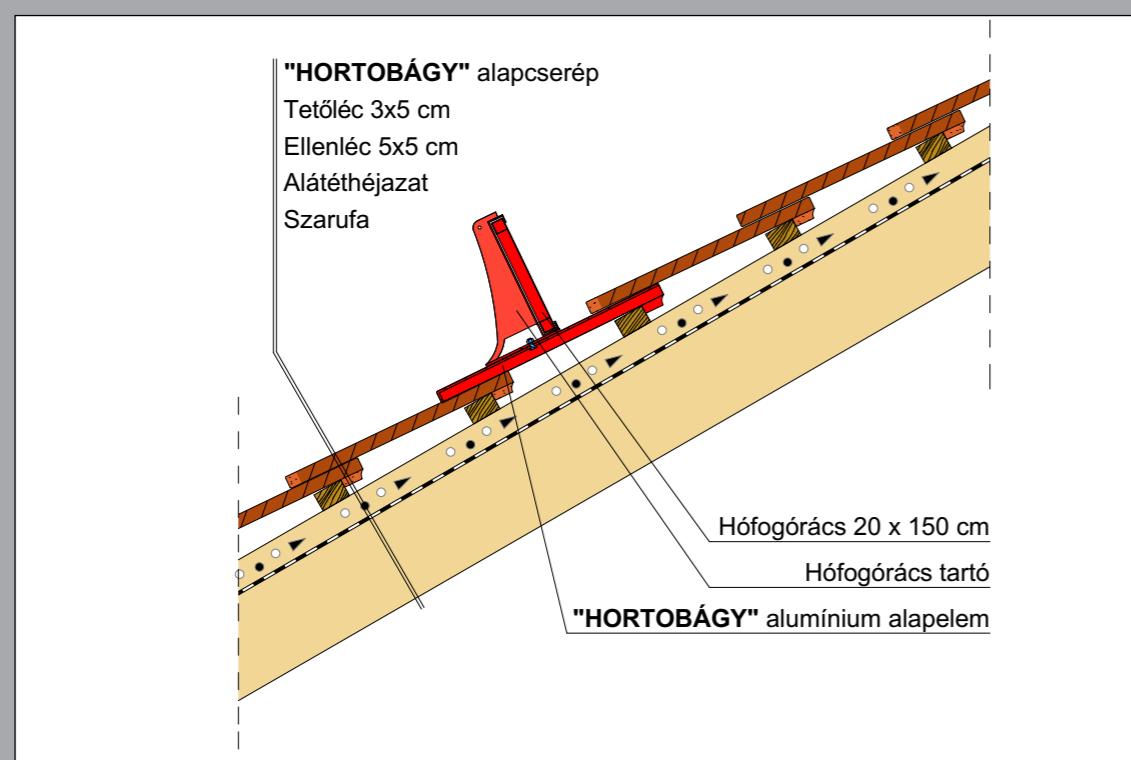 "HORTOBÁGY" alapcserép
Tetőléc 3x5 cm
Ellenléc 5x5 cm
Alátéthéjazat
Szarufa
Hófogórács 20 x 150 cm
Hófogórács tartó
"HORTOBÁGY" alumínium alapelem